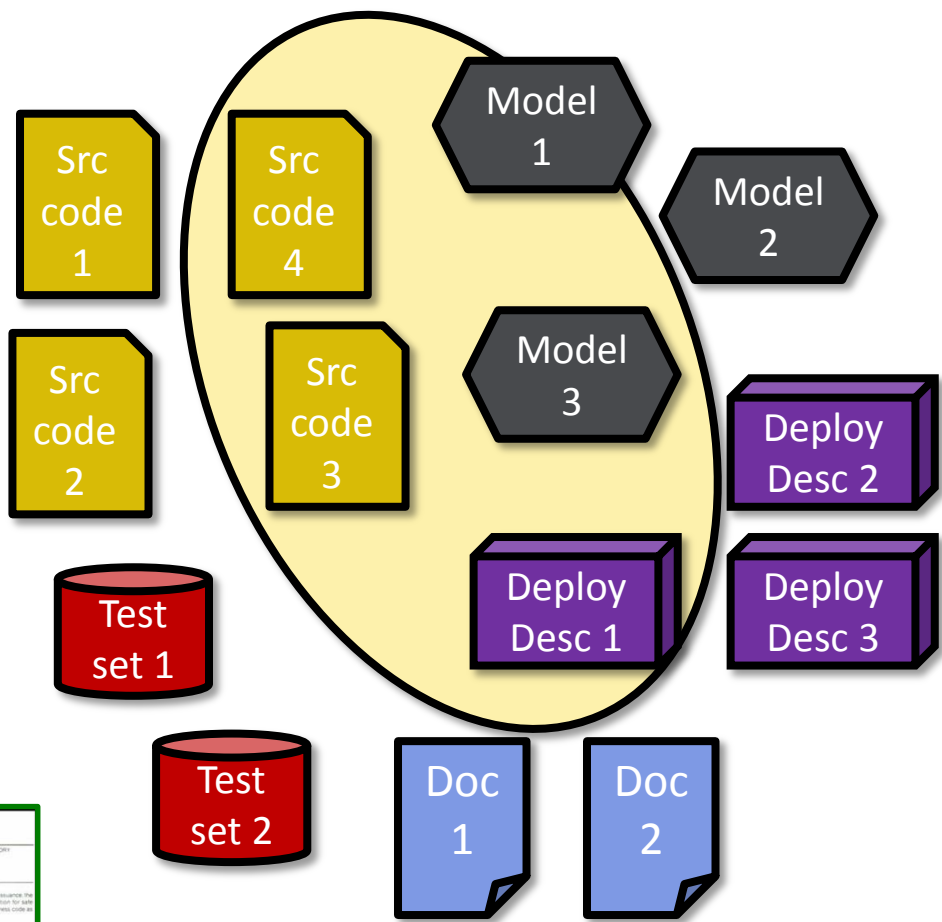 Model
1
Src
code
1
Src
code
4
Model
2
Src
code
2
Src
code
3
Model
3
Deploy
Desc 2
Test
set 1
Deploy
Desc 1
Deploy
Desc 3
Test
set 2
Doc
1
Doc
2